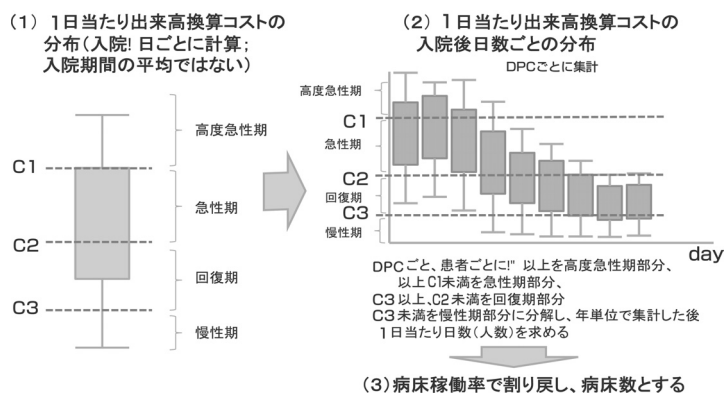 (1) 1日当たり出来高換算コストの
分布(入院! 日ごとに計算;
入院期間の平均ではない)
高度急性期
C1
急性期
C2
回復期
C3
慢性期
(2) 1日当たり出来高換算コストの
入院後日数ごとの分布
DPCごとに集計
高度急性期
C1
急性期
C2
回復期
C3
慢性期
day
DPCごと、患者ごとに!" 以上を高度急性期部分、
以上C1未満を急性期部分、
C3以上、C2未満を回復期部分
C3未満を慢性期部分に分解し、年単位で集計した後
1日当たり日数(人数)を求める
(3)病床稼働率で割り戻し、病床数とする